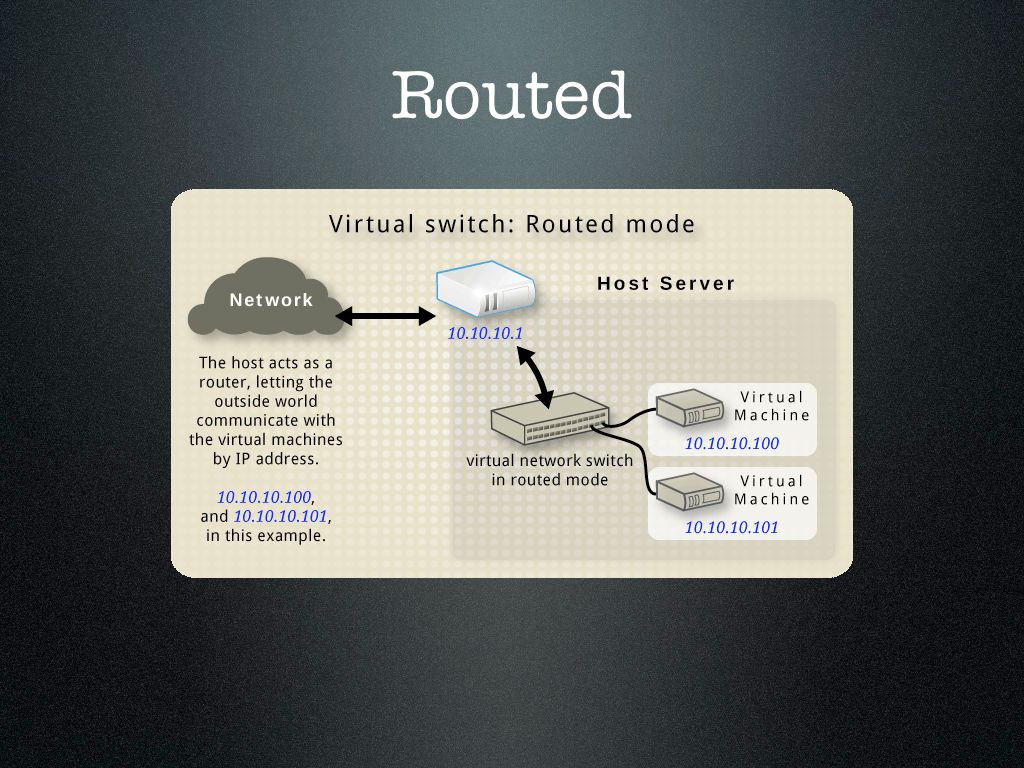 Routed
Virtual switch: Routed mode
Network
Host Server
10.10.10.1
The host acts as a
router, letting the
outside world
communicate with
the virtual machines
by IP address.
10.10.10.100,
and 10.10.10.101,
in this example.
virtual network switch
in routed mode
Virtual
Machine
10.10.10.100
Virtual
Machine
10.10.10.101